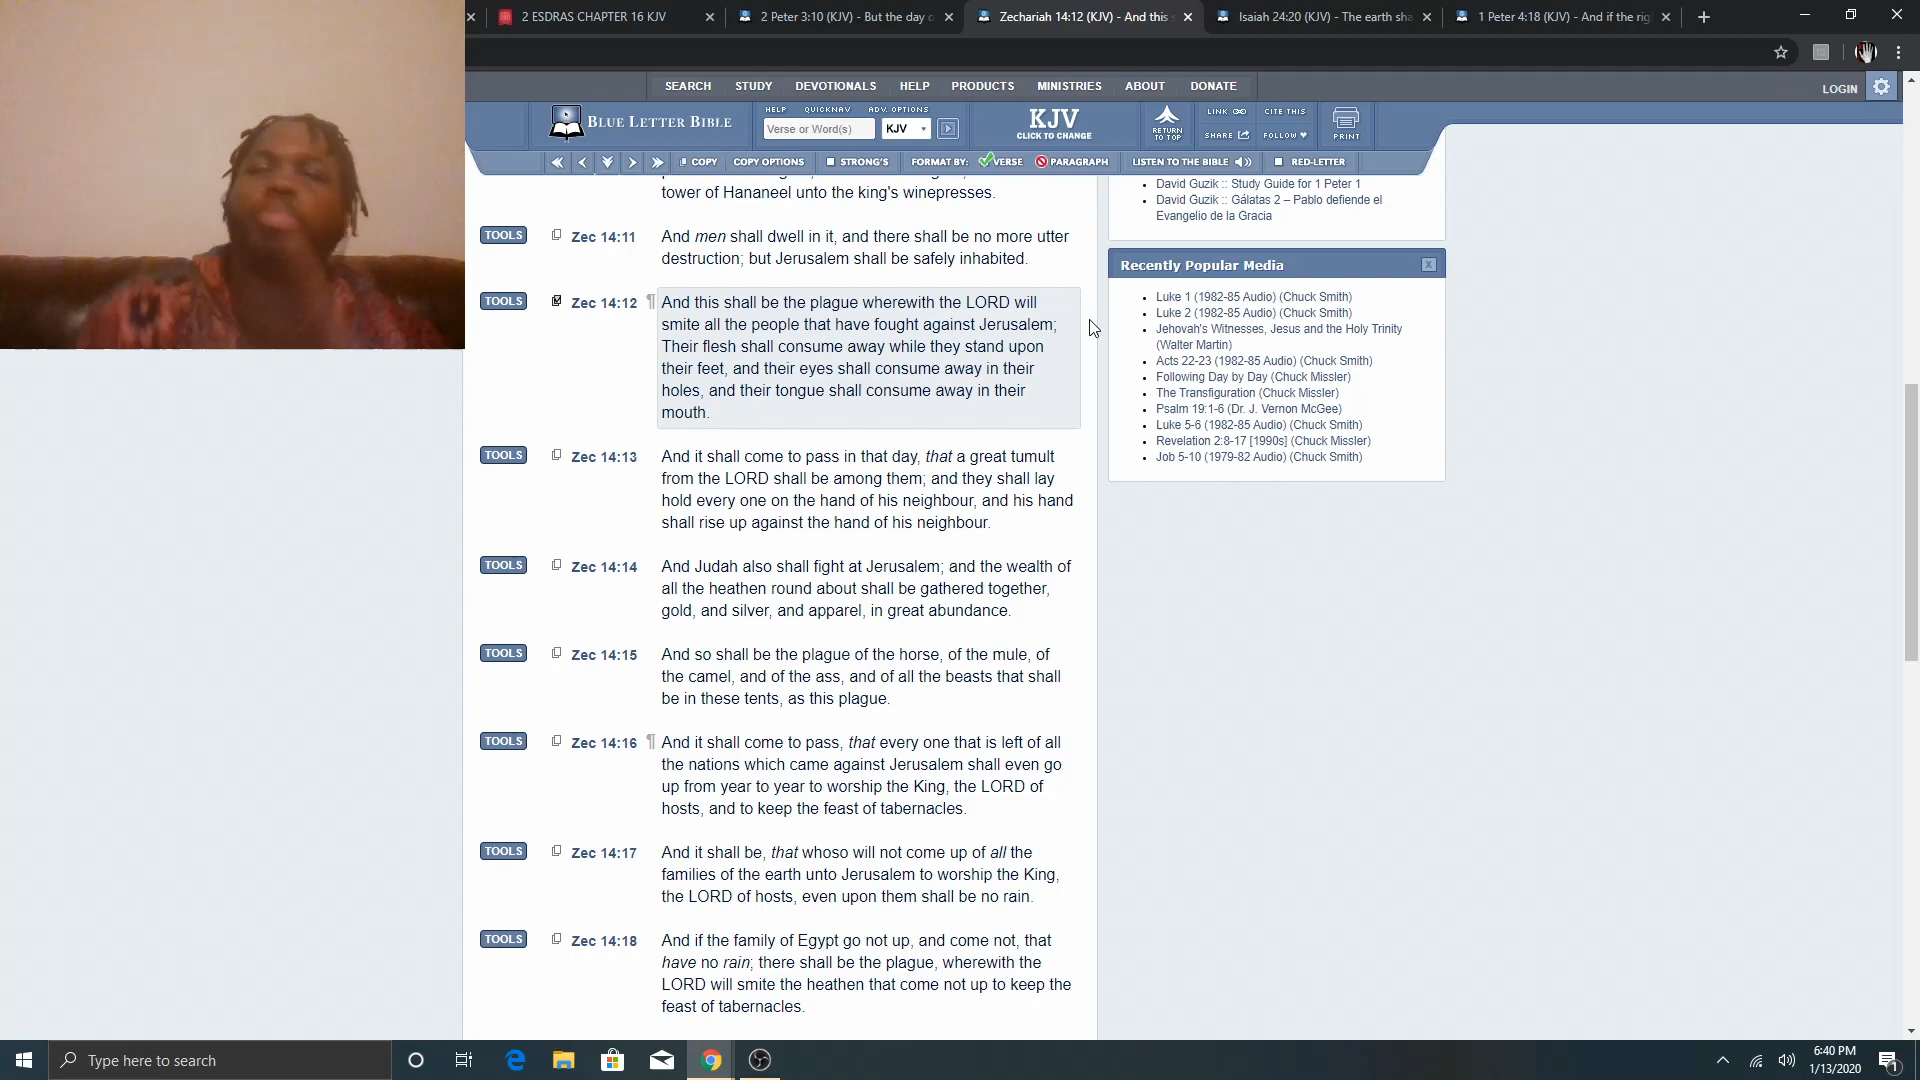 2 ESDRAS CHAPTER 16 KJV
2 Peter 3:10 (KJV) - But the day o
Zechariah 14:12 (KJV) - And this s
Isaiah 24:20 (KJV) - The earth sha
1 Peter 4:18 (KJV) - And if the rig
SEARCH STUDY DEVOTIONALS HELP PRODUCTS MINISTRIES ABOUT DONATE
LOGIN
BLUE LETTER BIBLE
HELP QUICKNAV ADV. OPTIONS
Verse or Word(s) KJV
KJV
CLICK TO CHANGE
RETURN
TO TOP
LINK CITE THIS
SHARE FOLLOW
PRINT
COPY COPY OPTIONS STRONG'S FORMAT BY: VERSE PARAGRAPH LISTEN TO THE BIBLE RED-LETTER
tower of Hananeel unto the king's winepresses.
TOOLS Zec 14:11 And men shall dwell in it, and there shall be no more utter
destruction; but Jerusalem shall be safely inhabited.
TOOLS Zec 14:12 ¶ And this shall be the plague wherewith the LORD will
smite all the people that have fought against Jerusalem;
Their flesh shall consume away while they stand upon
their feet, and their eyes shall consume away in their
holes, and their tongue shall consume away in their
mouth.
TOOLS Zec 14:13 And it shall come to pass in that day, that a great tumult
from the LORD shall be among them; and they shall lay
hold every one on the hand of his neighbour, and his hand
shall rise up against the hand of his neighbour.
TOOLS Zec 14:14 And Judah also shall fight at Jerusalem; and the wealth of
all the heathen round about shall be gathered together,
gold, and silver, and apparel, in great abundance.
TOOLS Zec 14:15 And so shall be the plague of the horse, of the mule, of
the camel, and of the ass, and of all the beasts that shall
be in these tents, as this plague.
TOOLS Zec 14:16 ¶ And it shall come to pass, that every one that is left of all
the nations which came against Jerusalem shall even go
up from year to year to worship the King, the LORD of
hosts, and to keep the feast of tabernacles.
TOOLS Zec 14:17 And it shall be, that whoso will not come up of all the
families of the earth unto Jerusalem to worship the King,
the LORD of hosts, even upon them shall be no rain.
TOOLS Zec 14:18 And if the family of Egypt go not up, and come not, that
have no rain; there shall be the plague, wherewith the
LORD will smite the heathen that come not up to keep the
feast of tabernacles.
David Guzik :: Study Guide for 1 Peter 1
David Guzik :: Gálatas 2 – Pablo defiende el
Evangelio de la Gracia
Recently Popular Media
Luke 1 (1982-85 Audio) (Chuck Smith)
Luke 2 (1982-85 Audio) (Chuck Smith)
Jehovah's Witnesses, Jesus and the Holy Trinity
(Walter Martin)
Acts 22-23 (1982-85 Audio) (Chuck Smith)
Following Day by Day (Chuck Missler)
The Transfiguration (Chuck Missler)
Psalm 19:1-6 (Dr. J. Vernon McGee)
Luke 5-6 (1982-85 Audio) (Chuck Smith)
Revelation 2:8-17 [1990s] (Chuck Missler)
Job 5-10 (1979-82 Audio) (Chuck Smith)
Type here to search
6:40 PM
1/13/2020
1